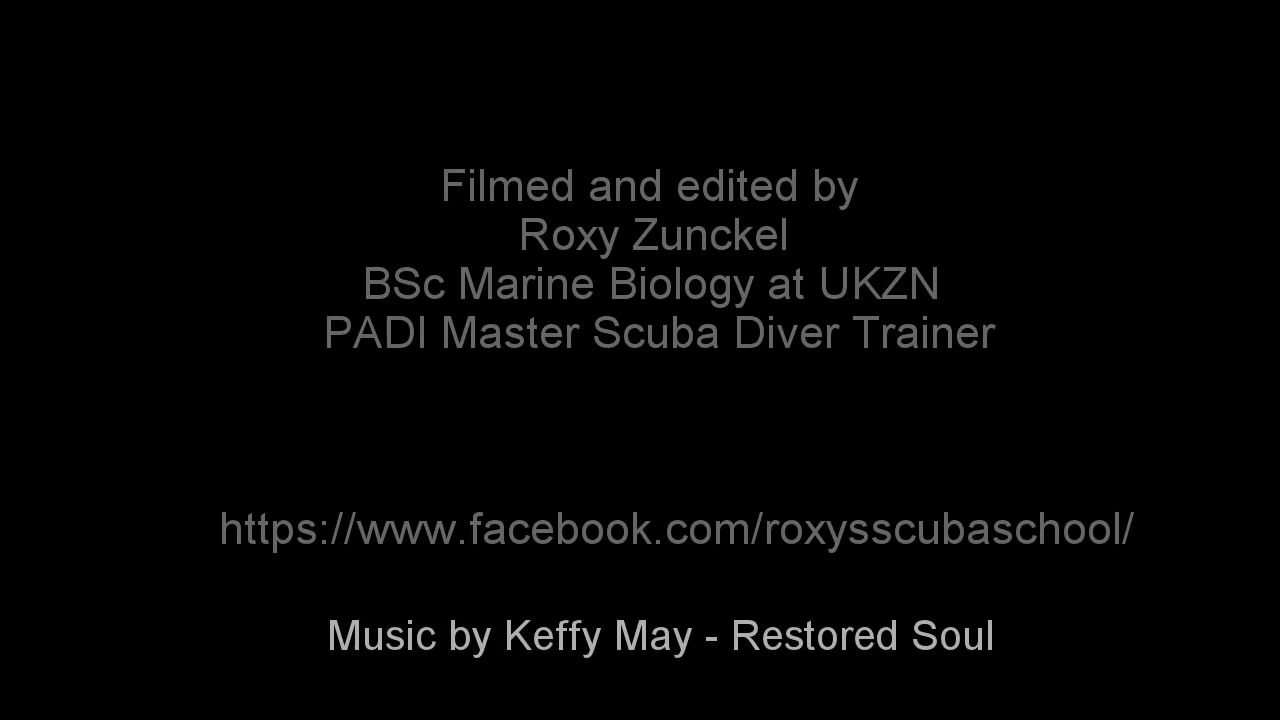 Filmed and edited by
Roxy Zunckel
BSc Marine Biology at UKZN
PADI Master Scuba Diver Trainer
https://www.facebook.com/roxysscubaschool/
Music by Keffy May - Restored Soul